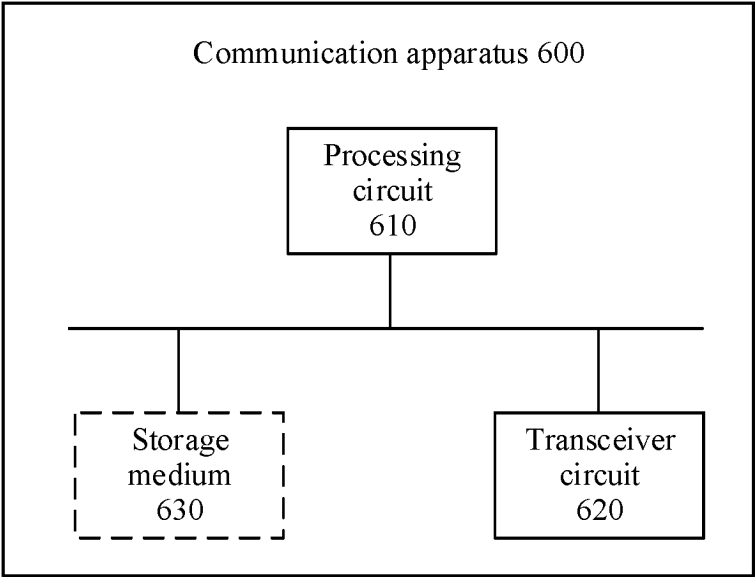 Communication apparatus 600
Processing
circuit
610
Storage
medium
630
Transceiver
circuit
620